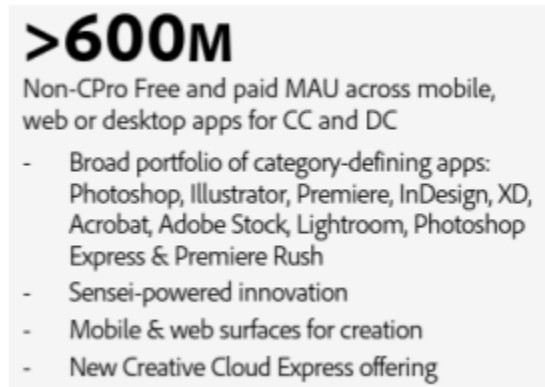 >600M
Non-CPro Free and paid MAU across mobile,
web or desktop apps for CC and DC
- Broad portfolio of category-defining apps:
Photoshop, Illustrator, Premiere, InDesign, XD,
Acrobat, Adobe Stock, Lightroom, Photoshop
Express & Premiere Rush
- Sensei-powered innovation
- Mobile & web surfaces for creation
- New Creative Cloud Express offering